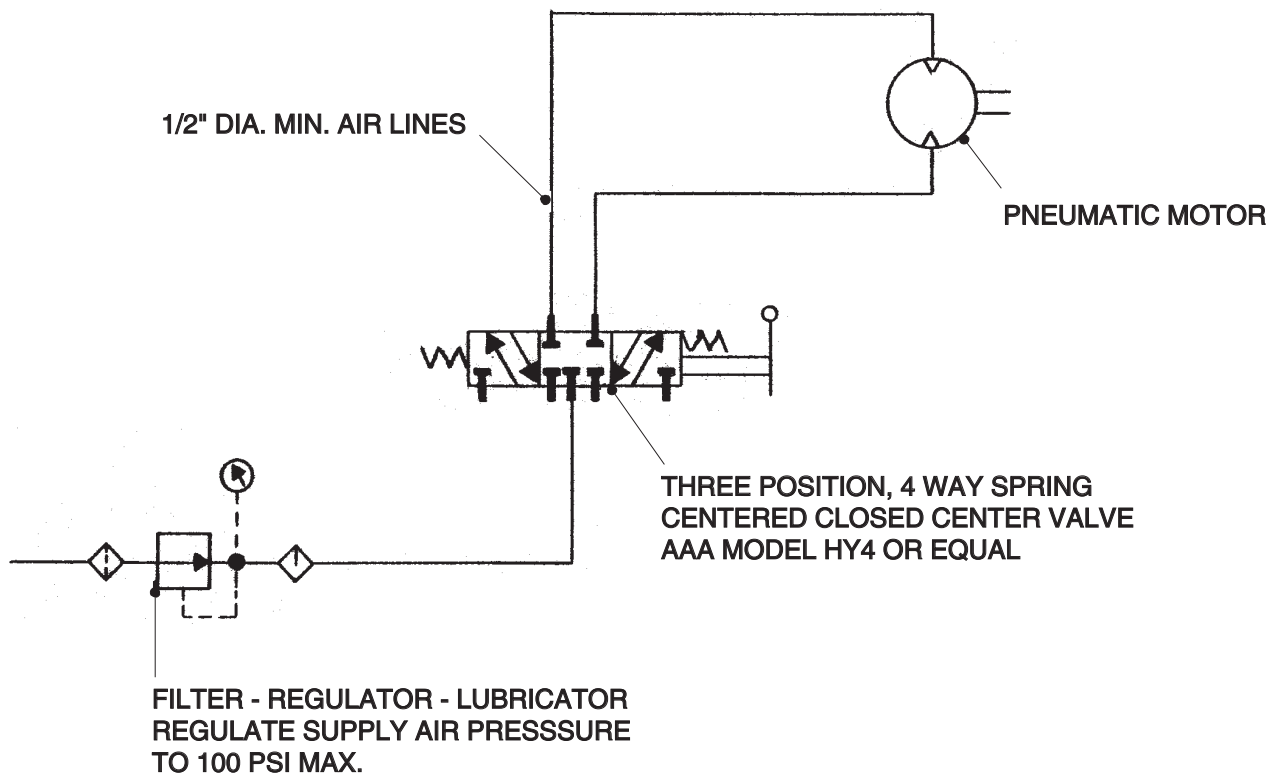 1/2" DIA. MIN. AIR LINES
PNEUMATIC MOTOR
THREE POSITION, 4 WAY SPRING
CENTERED CLOSED CENTER VALVE
AAA MODEL HY4 OR EQUAL
FILTER - REGULATOR - LUBRICATOR
REGULATE SUPPLY AIR PRESSSURE
TO 100 PSI MAX.